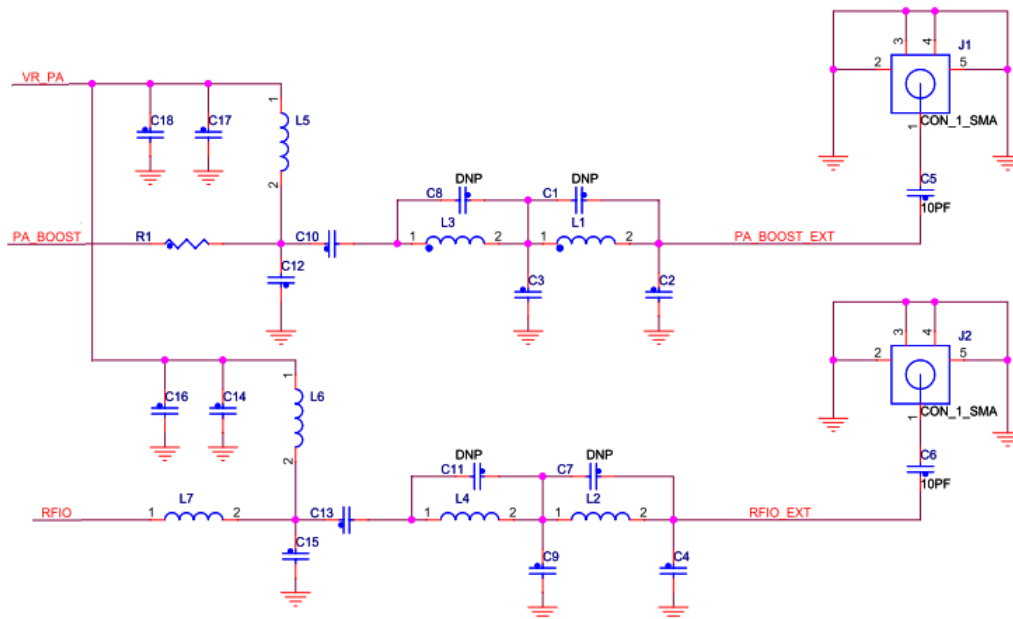 3
4
J1
2
5
VR_PA
1
C18
C17
L5
CON_1_SMA
1
2
DNP
DNP
C5
C8
C1
10PF
PA_BOOST
R1
C10
1
L3
2
1
L1
2
PA_BOOST_EXT
C12
C3
C2
3
4
J2
2
5
1
C16
C14
L6
CON_1_SMA
1
2
DNP
DNP
C6
C11
C7
10PF
RFIO
1
L7
2
C13
1
L4
2
1
L2
2
RFIO_EXT
C15
C9
C4